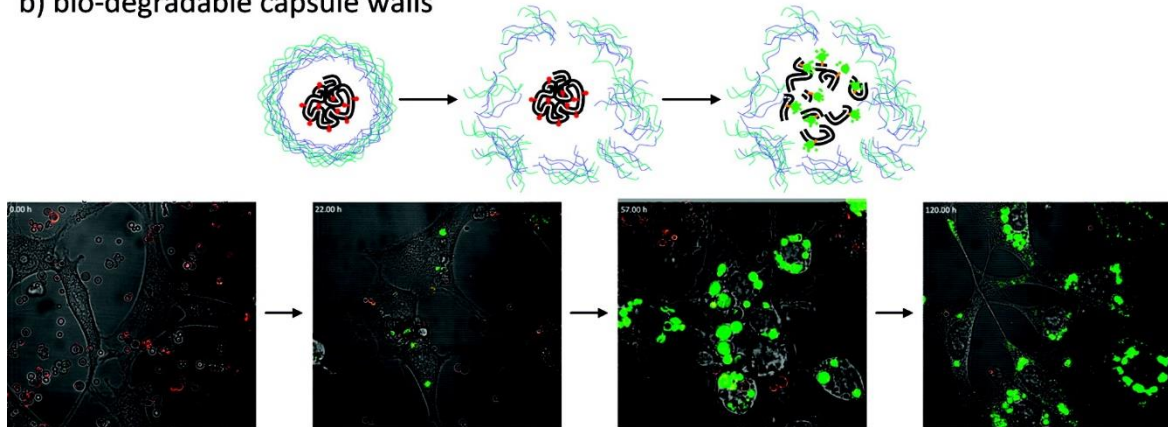 b) bio-degradable capsule walls
0.00 h
22.00 h
57.00 h
120.00 h